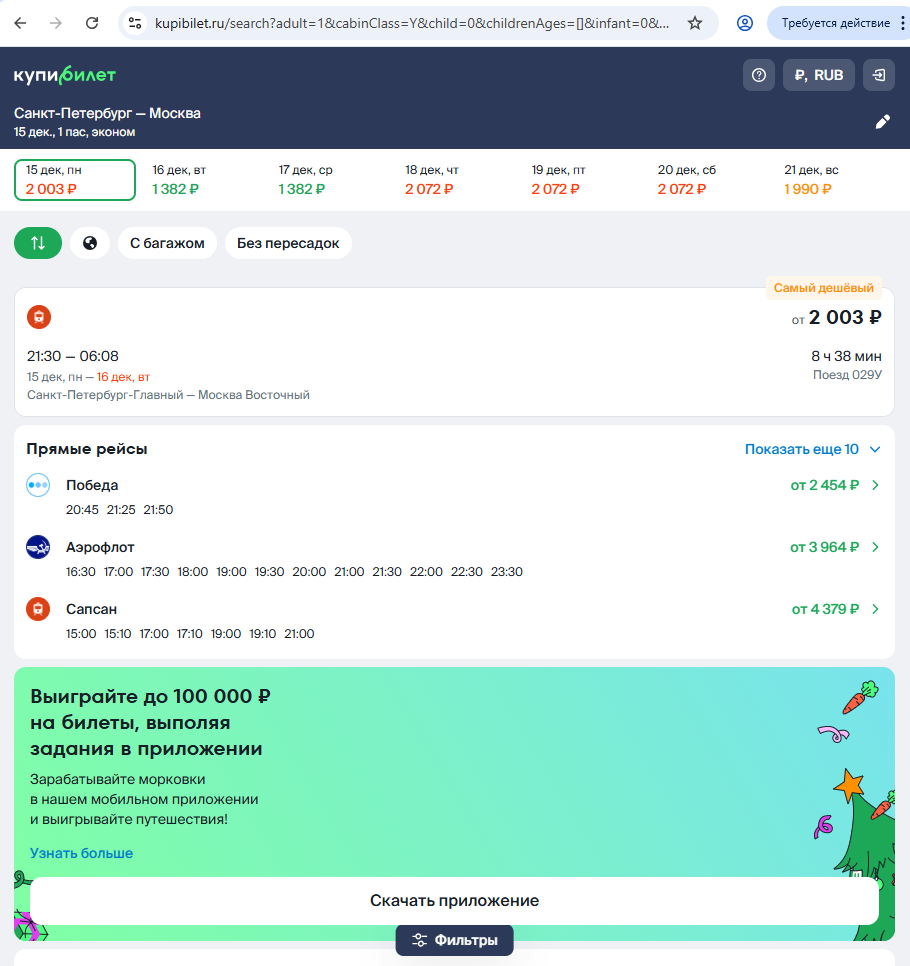 kupibilet.ru/search?adult=1&cabinClass=Y&child=0&childrenAges=[]&infant=0&...
Требуется действие
купибилет
₽, RUB
Санкт-Петербург — Москва
15 дек., 1 пас, эконом
15 дек, пн
16 дек, вт
17 дек, ср
18 дек, чт
19 дек, пт
20 дек, сб
21 дек, вс
2 003 ₽
1 382 ₽
1 382 ₽
2 072 ₽
2 072 ₽
2 072 ₽
1 990 ₽
С багажом
Без пересадок
Самый дешёвый
от 2 003 ₽
21:30 — 06:08
8 ч 38 мин
15 дек, пн — 16 дек, вт
Поезд 029У
Санкт-Петербург-Главный — Москва Восточный
Прямые рейсы
Показать еще 10
Победа
от 2 454 ₽
20:45 21:25 21:50
Аэрофлот
от 3 964 ₽
16:30 17:00 17:30 18:00 19:00 19:30 20:00 21:00 21:30 22:00 22:30 23:30
Сапсан
от 4 379 ₽
15:00 15:10 17:00 17:10 19:00 19:10 21:00
Выиграйте до 100 000 ₽
на билеты, выполяя
задания в приложении
Зарабатывайте морковки
в нашем мобильном приложении
и выигрывайте путешествия!
Узнать больше
Скачать приложение
Фильтры